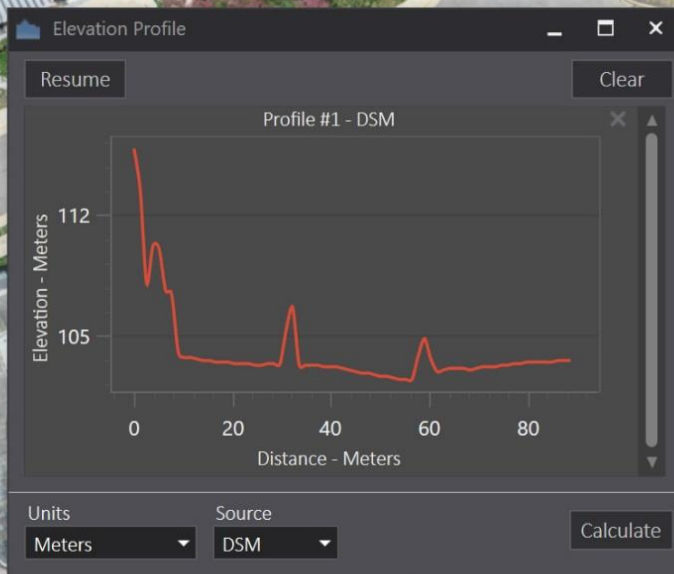 Elevation Profile
Resume
Clear
Profile #1 - DSM
Elevation - Meters
112
105
0 20 40 60 80
Distance - Meters
Units
Source
Meters
DSM
Calculate